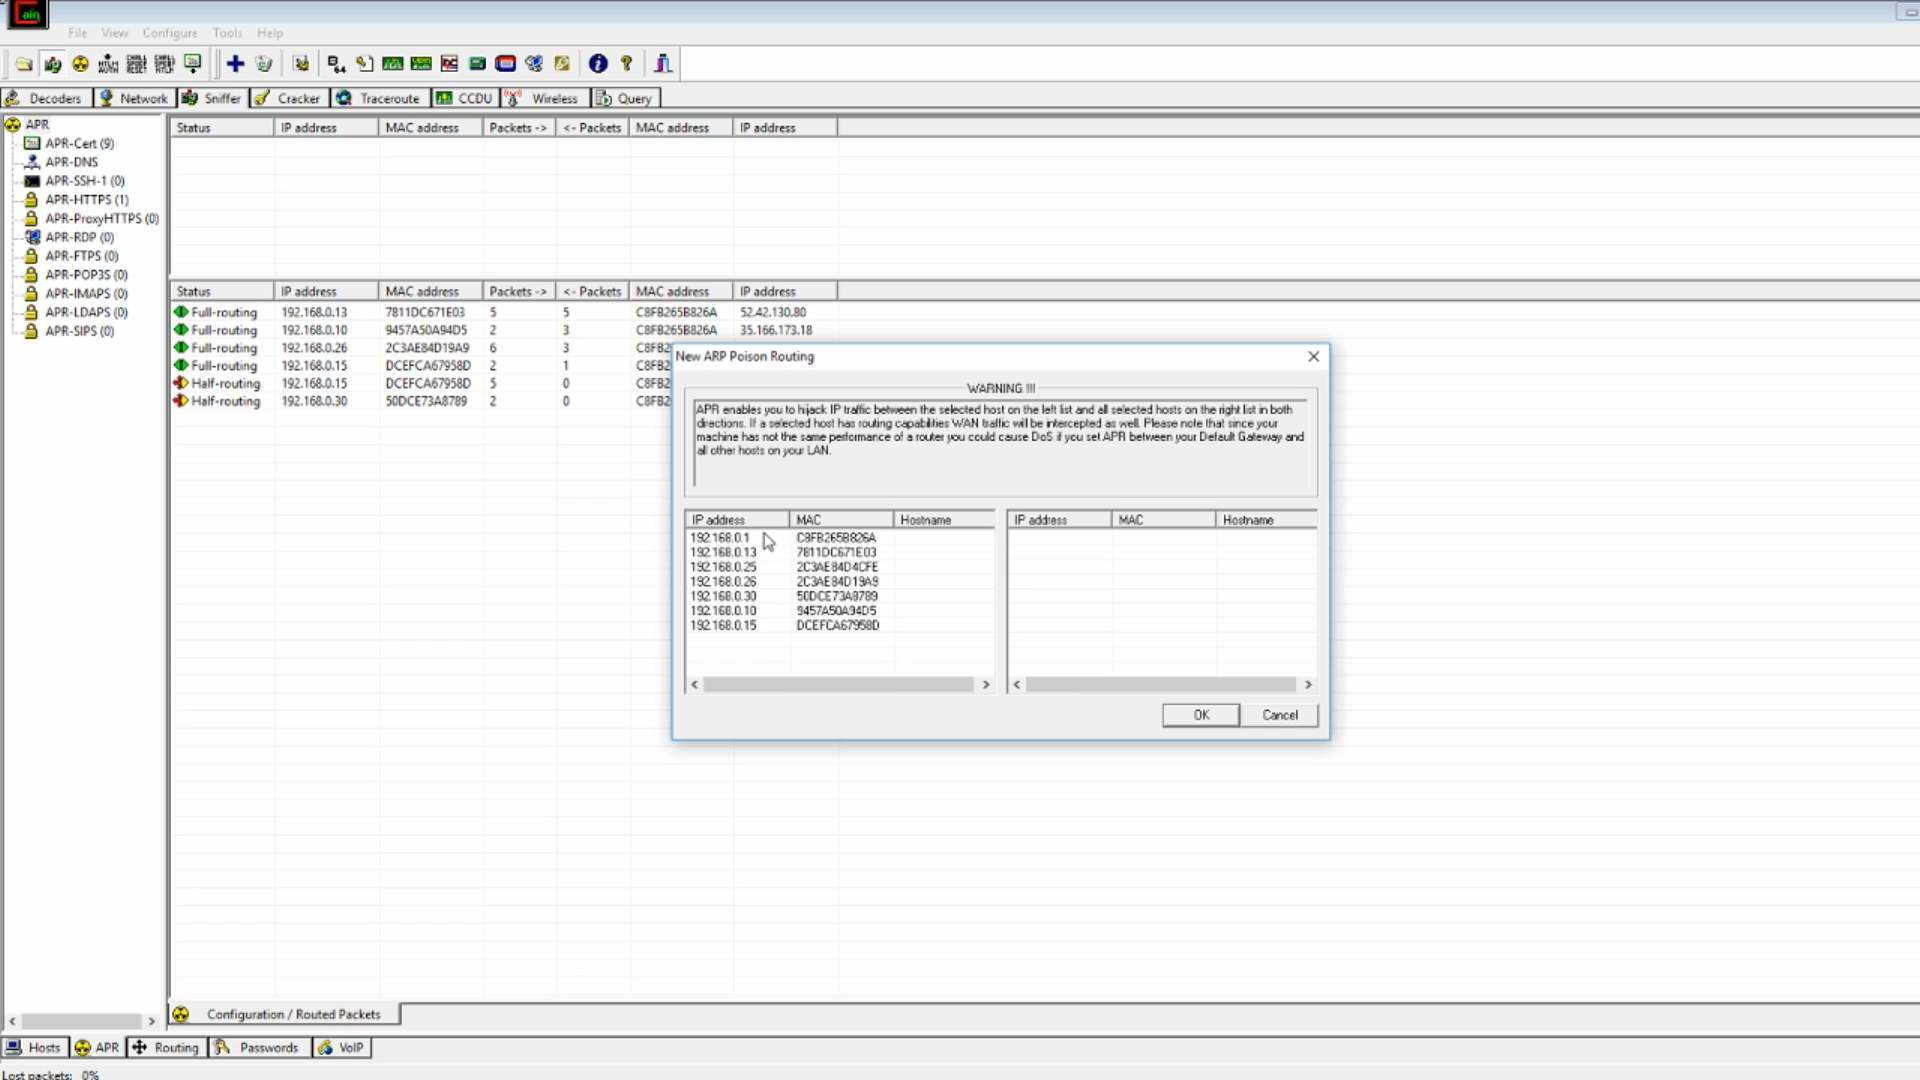 Cain
File View Configure Tools Help
Decoders Network Sniffer Cracker Traceroute CCDU Wireless Query
APR
APR-Cert (9)
APR-DNS
APR-SSH-1 (0)
APR-HTTPS (1)
APR-ProxyHTTPS (0)
APR-RDP (0)
APR-FTPS (0)
APR-POP3S (0)
APR-IMAPS (0)
APR-LDAPS (0)
APR-SIPS (0)
Status IP address MAC address Packets -> <- Packets MAC address IP address
Status IP address MAC address Packets -> <- Packets MAC address IP address
Full-routing 192.168.0.13 7811DC671E03 5 5 C8FB265B826A 52.42.130.80
Full-routing 192.168.0.10 9457A50A94D5 2 3 C8FB265B826A 35.166.173.18
Full-routing 192.168.0.26 2C3AE84D19A9 6 3 C8FB2
Full-routing 192.168.0.15 DCEFCA67958D 2 1 C8FB2
Half-routing 192.168.0.15 DCEFCA67958D 5 0 C8FB2
Half-routing 192.168.0.30 50DCE73A8789 2 0 C8FB2
New ARP Poison Routing
WARNING !!!
APR enables you to hijack IP traffic between the selected host on the left list and all selected hosts on the right list in both
directions. If a selected host has routing capabilities WAN traffic will be intercepted as well. Please note that since your
machine has not the same performance of a router you could cause DoS if you set APR between your Default Gateway and
all other hosts on your LAN.
IP address MAC Hostname
192.168.0.1 C8FB265B826A
192.168.0.13 7811DC671E03
192.168.0.25 2C3AE84D4CFE
192.168.0.26 2C3AE84D19A9
192.168.0.30 50DCE73A8789
192.168.0.10 9457A50A94D5
192.168.0.15 DCEFCA67958D
IP address MAC Hostname
OK Cancel
Configuration / Routed Packets
Hosts APR Routing Passwords VoIP
Lost packets: 0%